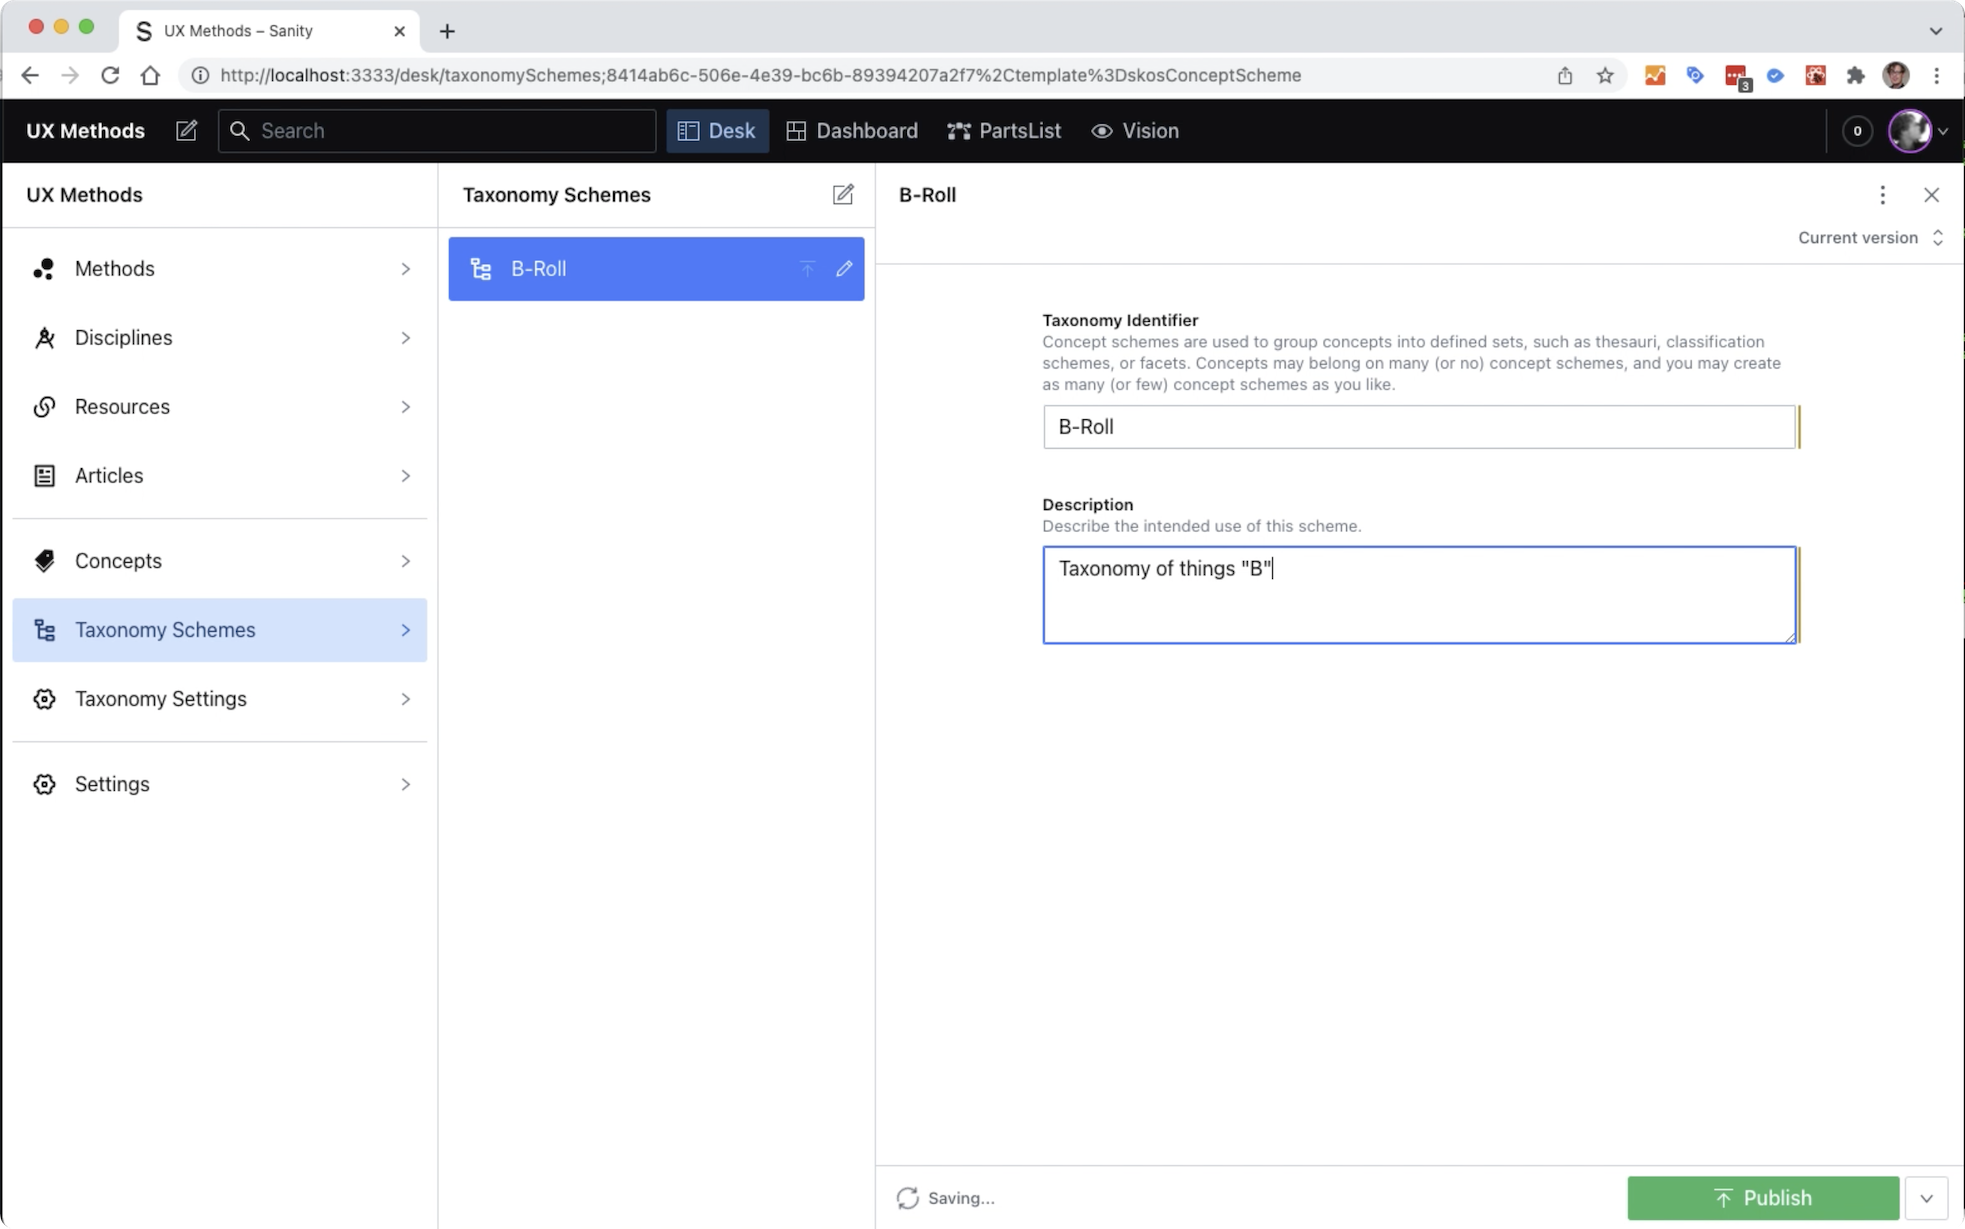 UX Methods – Sanity
http://localhost:3333/desk/taxonomySchemes;8414ab6c-506e-4e39-bc6b-89394207a2f7%2Ctemplate%3DskosConceptScheme
3
UX Methods
Search
Desk
Dashboard
PartsList
Vision
0
UX Methods
Methods
Disciplines
Resources
Articles
Concepts
Taxonomy Schemes
Taxonomy Settings
Settings
Taxonomy Schemes
B-Roll
B-Roll
Current version
Taxonomy Identifier
Concept schemes are used to group concepts into defined sets, such as thesauri, classification
schemes, or facets. Concepts may belong on many (or no) concept schemes, and you may create
as many (or few) concept schemes as you like.
B-Roll
Description
Describe the intended use of this scheme.
Taxonomy of things "B"
Saving...
Publish